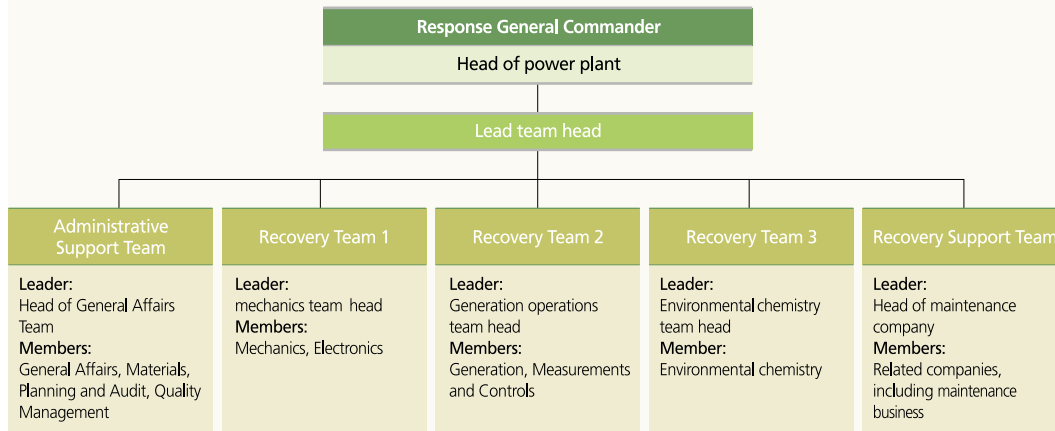 Response General Commander
Head of power plant
Lead team head
Administrative
Support Team
Leader:
Head of General Affairs
Team
Members:
General Affairs, Materials,
Planning and Audit, Quality
Management
Recovery Team 1
Leader:
mechanics team head
Members:
Mechanics, Electronics
Recovery Team 2
Leader:
Generation operations
team head
Members:
Generation, Measurements
and Controls
Recovery Team 3
Leader:
Environmental chemistry
team head
Member:
Environmental chemistry
Recovery Support Team
Leader:
Head of maintenance
company
Members:
Related companies,
including maintenance
business